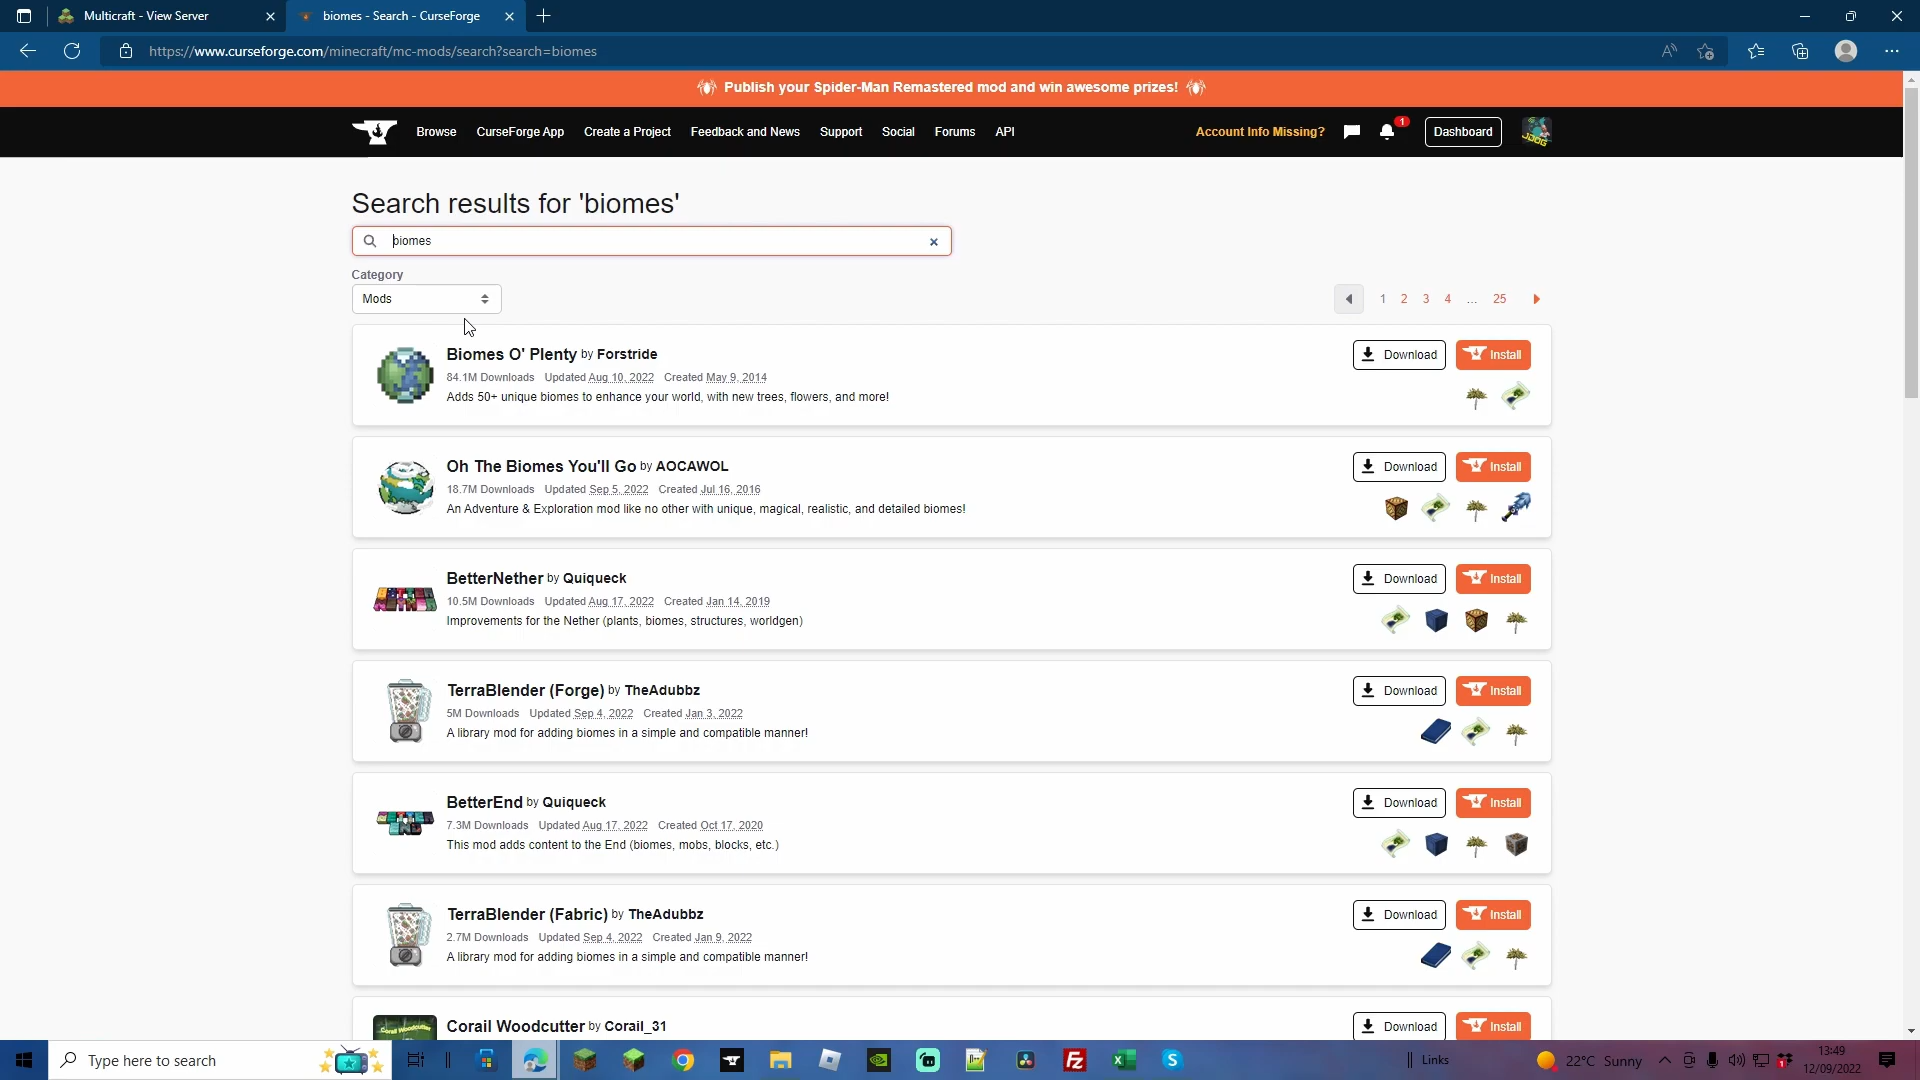 Multicraft - View Server
biomes - Search - CurseForge
https://www.curseforge.com/minecraft/mc-mods/search?search=biomes
Publish your Spider-Man Remastered mod and win awesome prizes!
Browse CurseForge App Create a Project Feedback and News Support Social Forums API Account Info Missing? 1 Dashboard
Search results for 'biomes'
biomes
Category
Mods
1 2 3 4 ... 25
Biomes O' Plenty by Forstride
Download Install
84.1M Downloads Updated Aug 10, 2022 Created May 9, 2014
Adds 50+ unique biomes to enhance your world, with new trees, flowers, and more!
Oh The Biomes You'll Go by AOCAWOL
Download Install
18.7M Downloads Updated Sep 5, 2022 Created Jul 16, 2016
An Adventure & Exploration mod like no other with unique, magical, realistic, and detailed biomes!
BetterNether by Quiqueck
Download Install
10.5M Downloads Updated Aug 17, 2022 Created Jan 14, 2019
Improvements for the Nether (plants, biomes, structures, worldgen)
TerraBlender (Forge) by TheAdubbz
Download Install
5M Downloads Updated Sep 4, 2022 Created Jan 3, 2022
A library mod for adding biomes in a simple and compatible manner!
BetterEnd by Quiqueck
Download Install
7.3M Downloads Updated Aug 17, 2022 Created Oct 17, 2020
This mod adds content to the End (biomes, mobs, blocks, etc.)
TerraBlender (Fabric) by TheAdubbz
Download Install
2.7M Downloads Updated Sep 4, 2022 Created Jan 9, 2022
A library mod for adding biomes in a simple and compatible manner!
Corail Woodcutter
Corail Woodcutter by Corail_31
Download Install
Type here to search
Links
22°C Sunny
13:49
12/09/2022